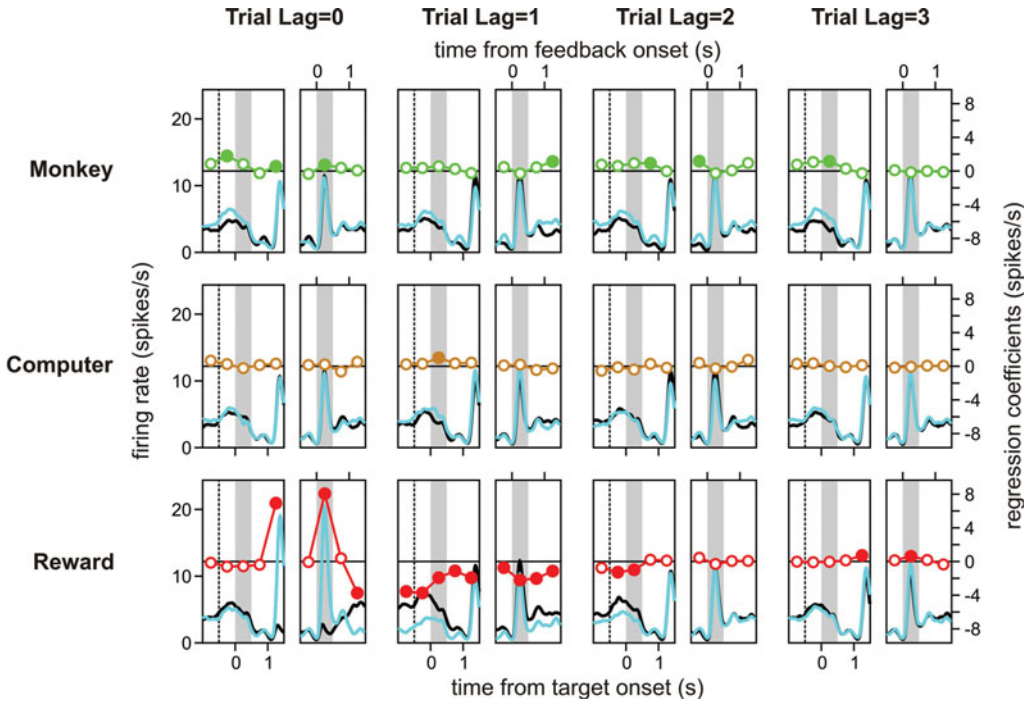 Trial Lag=0 Trial Lag=1 Trial Lag=2 Trial Lag=3
time from feedback onset (s)
0 1 0 1 0 1 0 1
Monkey
20
10
0
8
4
0
-4
-8
Computer
20
10
0
8
4
0
-4
-8
Reward
20
10
0
8
4
0
-4
-8
firing rate (spikes/s)
regression coefficients (spikes/s)
0 1 0 1 0 1 0 1
time from target onset (s)